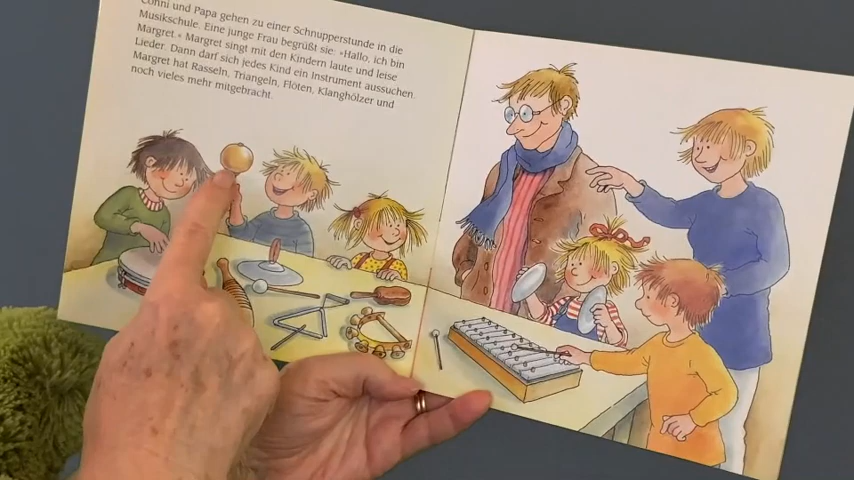 Conni und Papa gehen zu einer Schnupperstunde in die
Musikschule. Eine junge Frau begrüßt sie: »Hallo, ich bin
Margret.« Margret singt mit den Kindern laute und leise
Lieder. Dann darf sich jedes Kind ein Instrument aussuchen.
Margret hat Rasseln, Triangeln, Flöten, Klanghölzer und
noch vieles mehr mitgebracht.